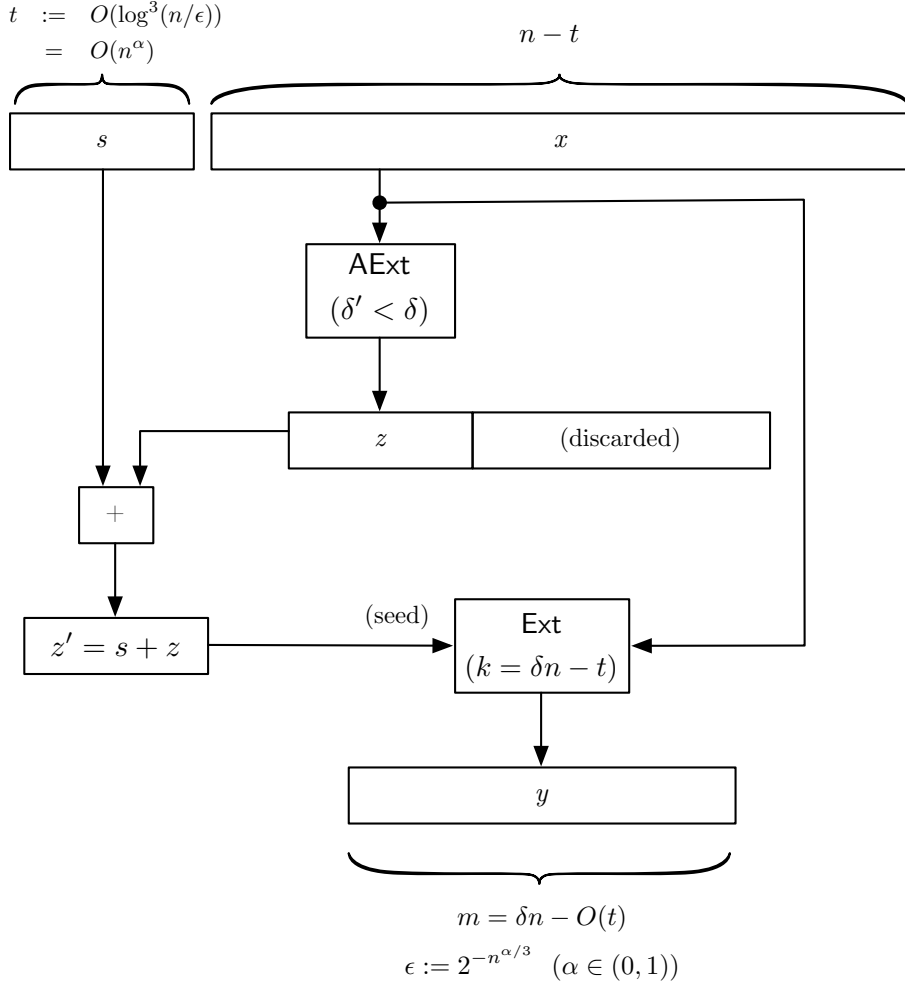 t := O(log³(n/ϵ))
= O(n^α)
n − t
s
x
AExt
(δ′ < δ)
z
(discarded)
+
z′ = s + z
(seed)
Ext
(k = δn − t)
y
m = δn − O(t)
ϵ := 2^{−n^{α/3}} (α ∈ (0, 1))